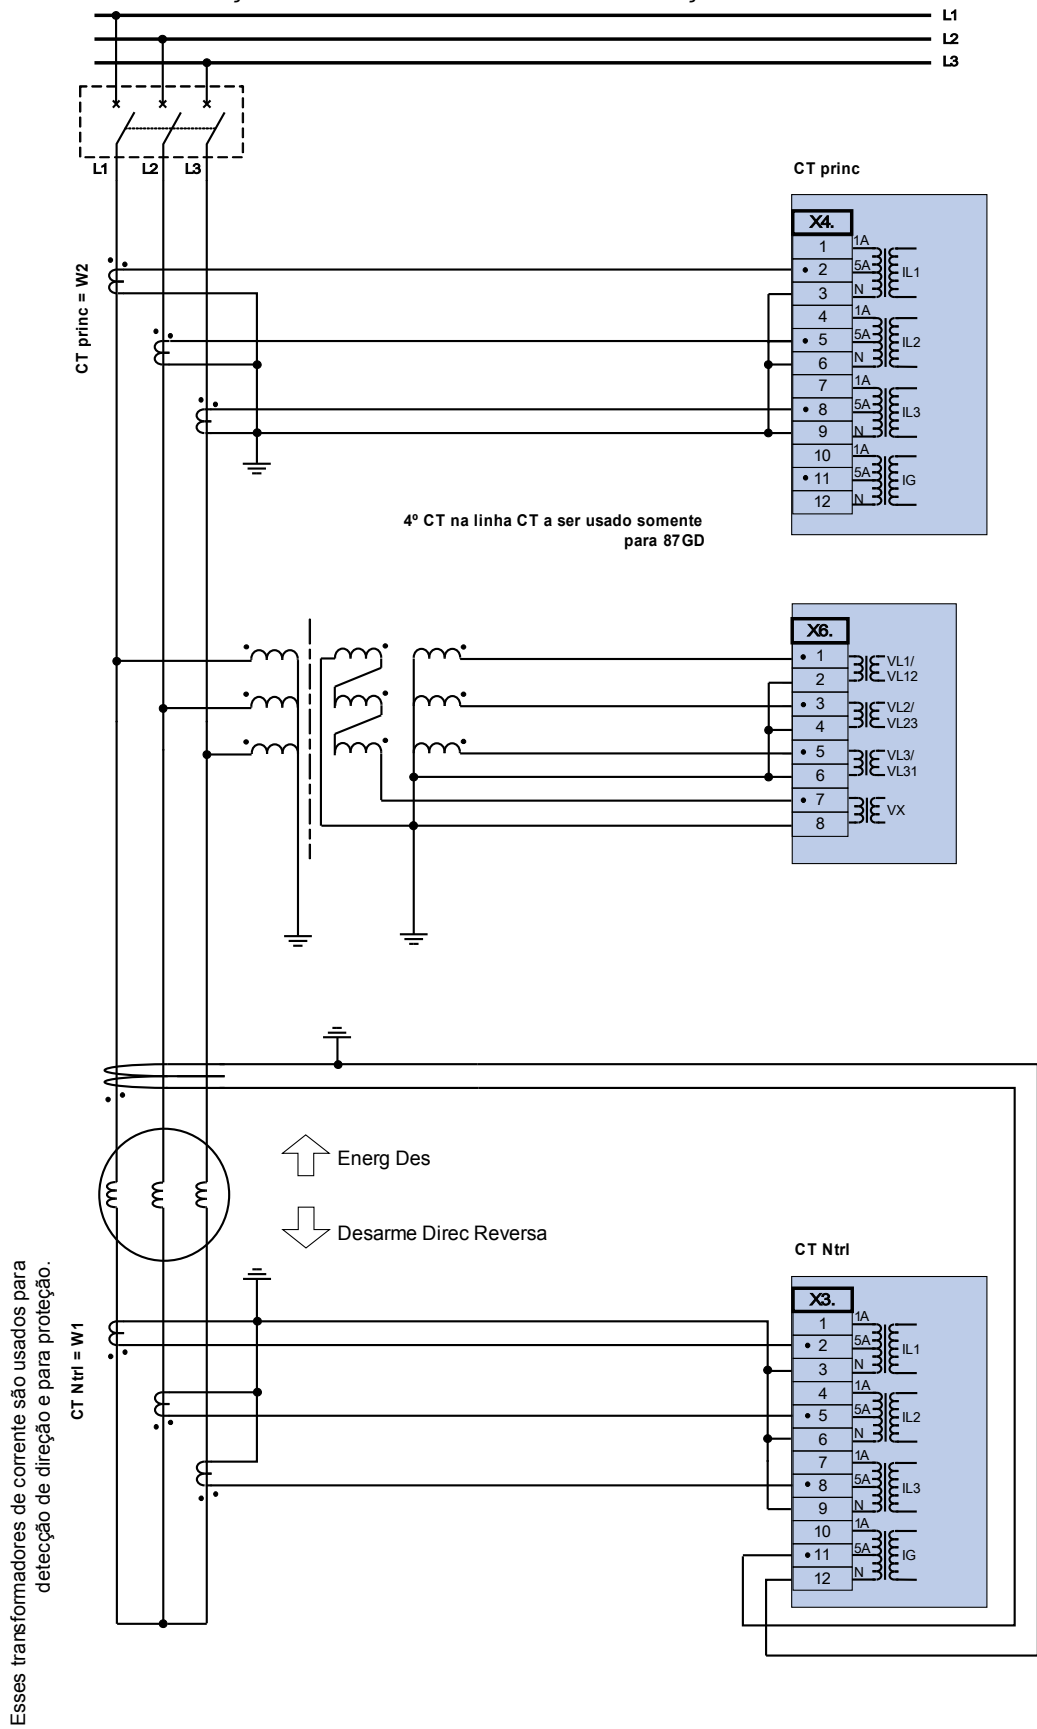 L1
L2
L3
L1
L2
L3
CT princ
CT princ = W2
X4.
1
2
3
4
5
6
7
8
9
10
11
12
1A
5A
N
IL1
1A
5A
N
IL2
1A
5A
N
IL3
1A
5A
N
IG
4º CT na linha CT a ser usado somente
para 87GD
X6.
1
2
3
4
5
6
7
8
VL1/
VL12
VL2/
VL23
VL3/
VL31
VX
Energ Des
Desarme Direc Reversa
CT Ntrl
CT Ntrl = W1
Esses transformadores de corrente são usados para
detecção de direção e para proteção.
X3.
1
2
3
4
5
6
7
8
9
10
11
12
1A
5A
N
IL1
1A
5A
N
IL2
1A
5A
N
IL3
1A
5A
N
IG